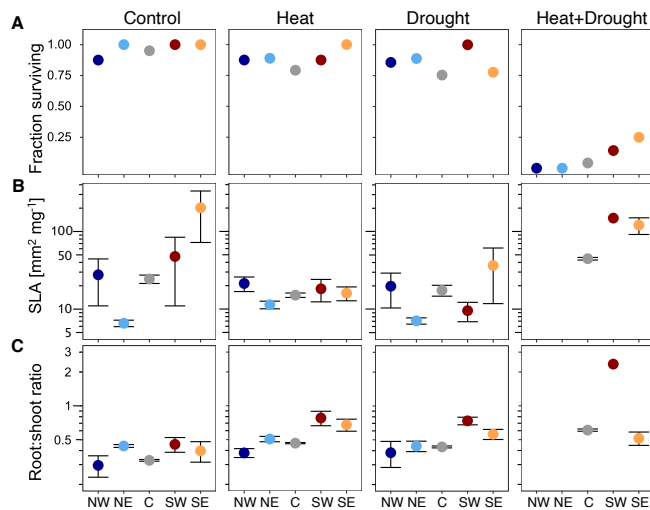 Control Heat Drought Heat+Drought
A
Fraction surviving
1.00
0.75
0.50
0.25
B
SLA [mm² mg⁻¹]
100
50
10
5
C
Root:shoot ratio
3
2
1
0.5
NW NE C SW SE NW NE C SW SE NW NE C SW SE NW NE C SW SE